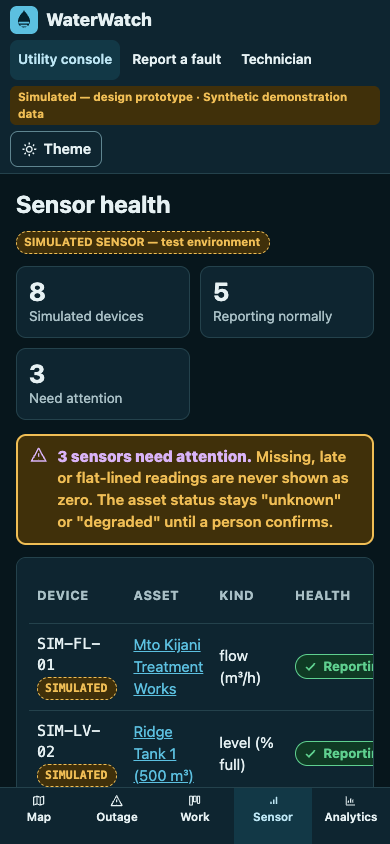 WaterWatch
Utility console
Report a fault
Technician
Simulated — design prototype · Synthetic demonstration
data
Theme
Sensor health
SIMULATED SENSOR — test environment
8
Simulated devices
5
Reporting normally
3
Need attention
3 sensors need attention. Missing, late
or flat-lined readings are never shown as
zero. The asset status stays "unknown"
or "degraded" until a person confirms.
DEVICE ASSET KIND HEALTH
SIM-FL-
01
SIMULATED
Mto Kijani
Treatment
Works
flow
(m³/h)
SIM-LV-
02
SIMULATED
Ridge
Tank 1
(500 m³)
level (%
full)
Map
Outage
Work
Sensor
Analytics